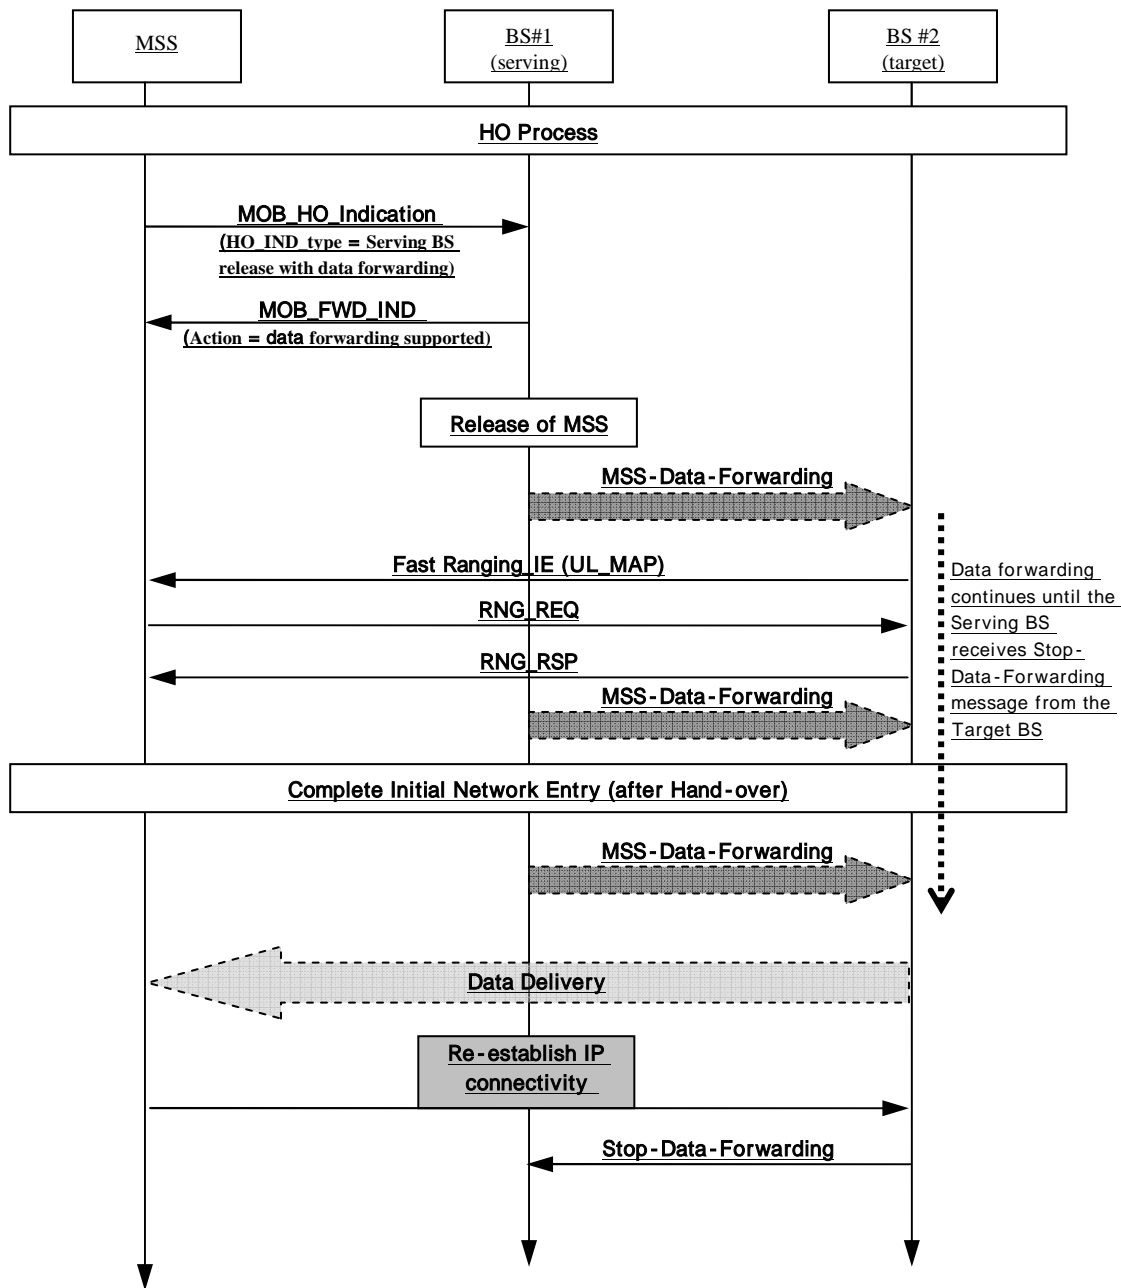 MSS
BS#1
(serving)
BS #2
(target)
HO Process
MOB_HO_Indication
(HO_IND_type = Serving BS
release with data forwarding)
MOB_FWD_IND
(Action = data forwarding supported)
Release of MSS
MSS-Data-Forwarding
Fast Ranging_IE (UL_MAP)
RNG_REQ
RNG_RSP
MSS-Data-Forwarding
Data forwarding
continues until the
Serving BS
receives Stop-
Data-Forwarding
message from the
Target BS
Complete Initial Network Entry (after Hand-over)
MSS-Data-Forwarding
Data Delivery
Re-establish IP
connectivity
Stop-Data-Forwarding